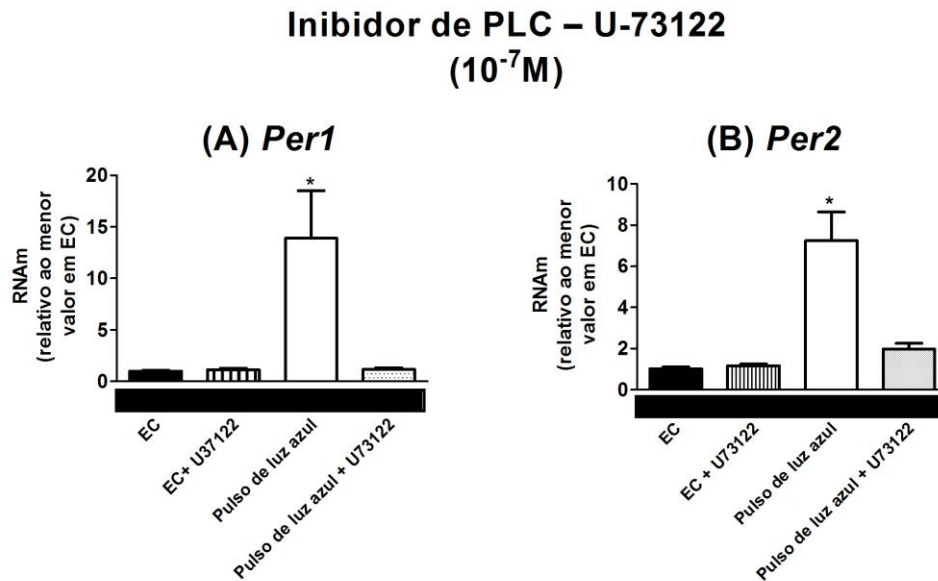 Inibidor de PLC – U-73122
(10⁻⁷M)
(A) Per1
RNAm
(relativo ao menor
valor em EC)
20
15
10
5
0
EC
EC+ U37122
Pulso de luz azul
Pulso de luz azul + U73122
*
(B) Per2
RNAm
(relativo ao menor
valor em EC)
10
8
6
4
2
0
EC
EC + U73122
Pulso de luz azul
Pulso de luz azul + U73122
*